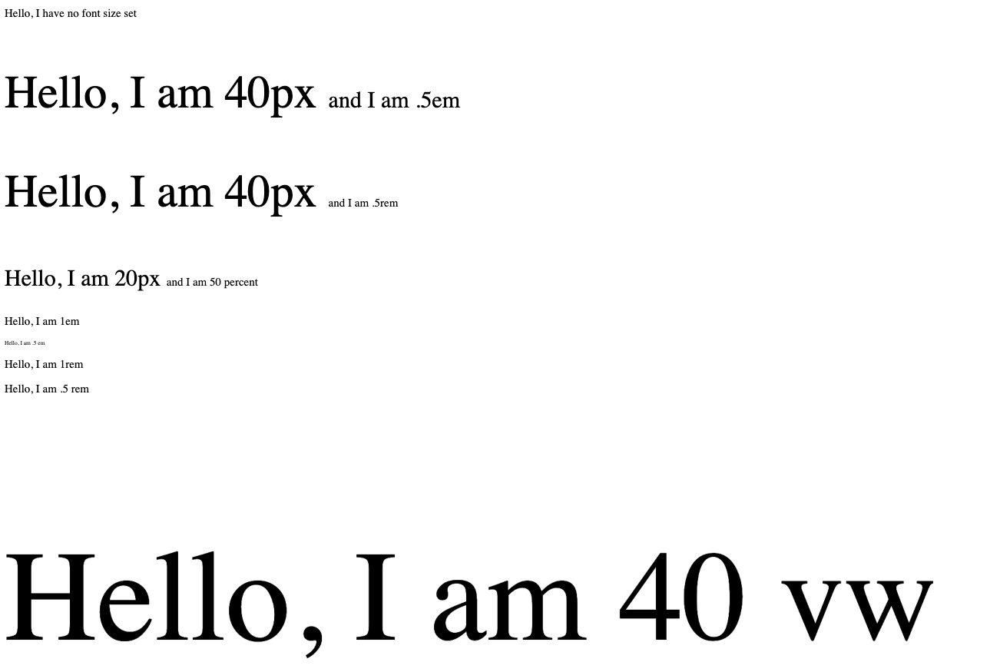 Hello, I have no font size set
Hello, I am 40px and I am .5em
Hello, I am 40px and I am .5rem
Hello, I am 20px and I am 50 percent
Hello, I am 1em
Hello, I am .5 em
Hello, I am 1rem
Hello, I am .5 rem
Hello, I am 40 vw